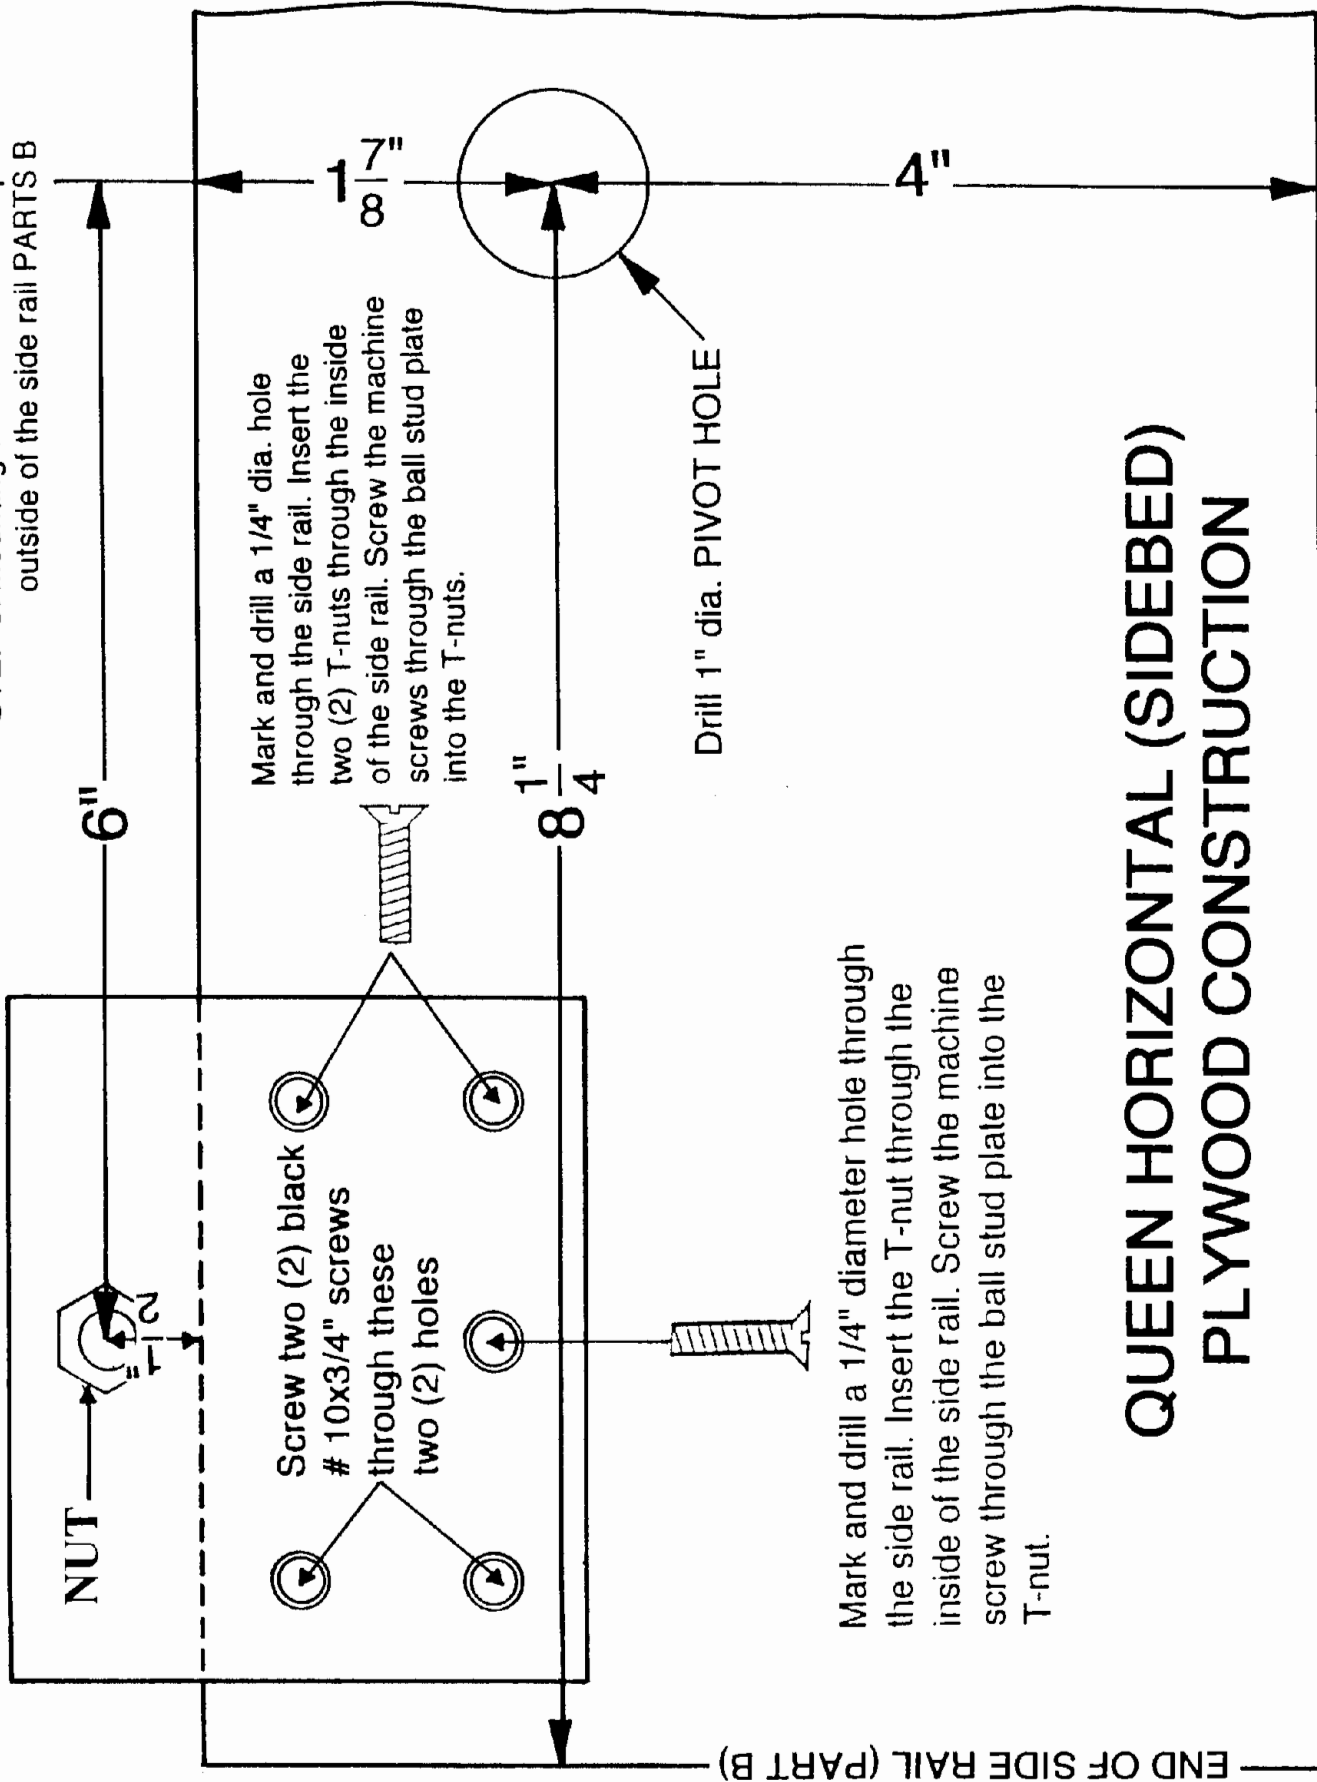 outside of the side rail PARTS B
6"
1 7/8"
4"
8 1/4"
1/2"
NUT
Mark and drill a 1/4" dia. hole
through the side rail. Insert the
two (2) T-nuts through the inside
of the side rail. Screw the machine
screws through the ball stud plate
into the T-nuts.
Screw two (2) black
# 10x3/4" screws
through these
two (2) holes
Drill 1" dia. PIVOT HOLE
Mark and drill a 1/4" diameter hole through
the side rail. Insert the T-nut through the
inside of the side rail. Screw the machine
screw through the ball stud plate into the
T-nut.
END OF SIDE RAIL (PART B)
QUEEN HORIZONTAL (SIDEBED)
PLYWOOD CONSTRUCTION